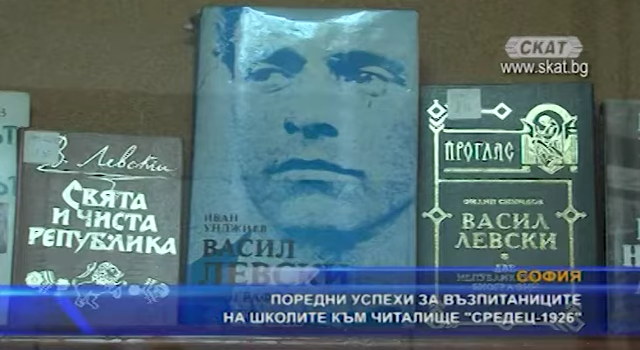 СКАТ
www.skat.bg
В. Левски
СВЯТА
И ЧИСТА
РЕПУБЛИКА
ИВАН
УНДЖИЕВ
ВАСИЛ
ЛЕВСКИ
ПРОГЛАС
ВАСИЛ
ЛЕВСКИ
СОФИЯ
ПОРЕДНИ УСПЕХИ ЗА ВЪЗПИТАНИЦИТЕ
НА ШКОЛИТЕ КЪМ ЧИТАЛИЩЕ "СРЕДЕЦ-1926"